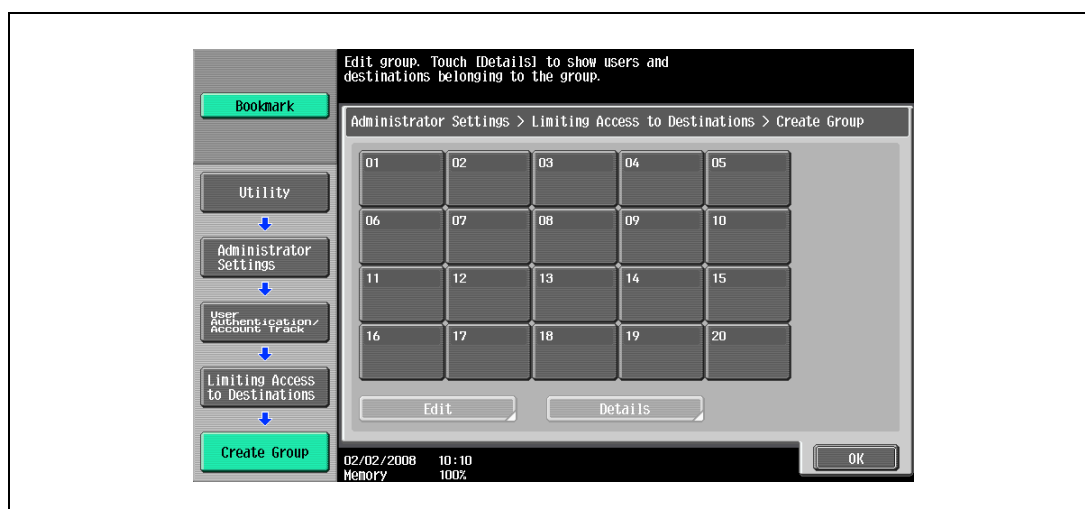 Edit group. Touch [Details] to show users and
destinations belonging to the group.
Bookmark
Administrator Settings > Limiting Access to Destinations > Create Group
01 02 03 04 05
Utility
06 07 08 09 10
Administrator
Settings
11 12 13 14 15
User
Authentication/
Account Track
16 17 18 19 20
Limiting Access
to Destinations
Edit Details
Create Group
02/02/2008 10:10
Memory 100%
OK